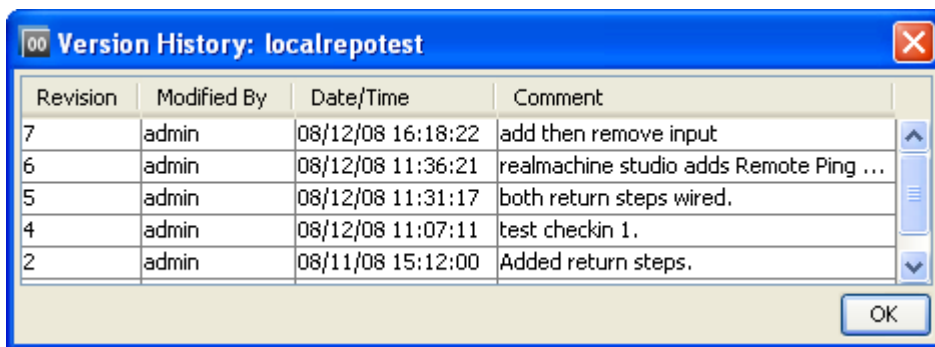 00 Version History: localrepotest
Revision Modified By Date/Time Comment
7 admin 08/12/08 16:18:22 add then remove input
6 admin 08/12/08 11:36:21 realmachine studio adds Remote Ping ...
5 admin 08/12/08 11:31:17 both return steps wired.
4 admin 08/12/08 11:07:11 test checkin 1.
2 admin 08/11/08 15:12:00 Added return steps.
OK